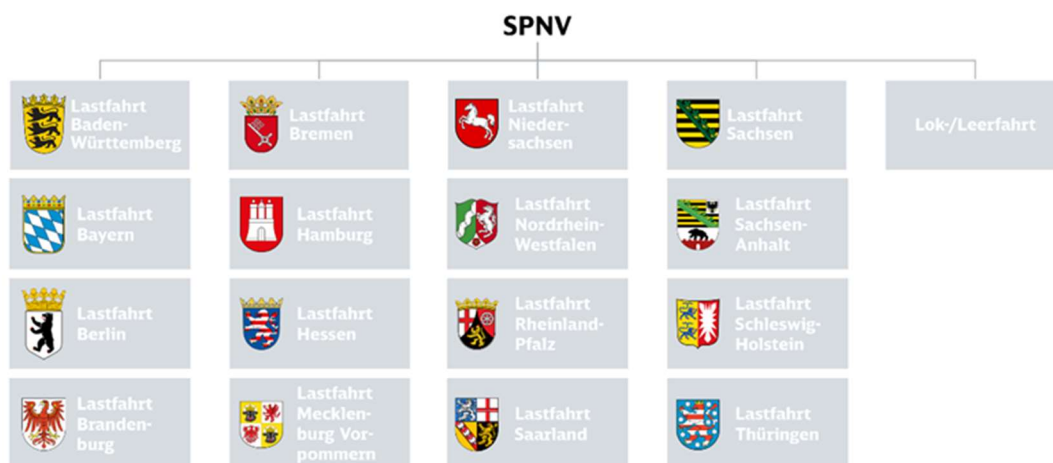 SPNV
Lastfahrt
Baden-
Württemberg
Lastfahrt
Bremen
Lastfahrt
Nieder-
sachsen
Lastfahrt
Sachsen
Lok-/Leerfahrt
Lastfahrt
Bayern
Lastfahrt
Hamburg
Lastfahrt
Nordrhein-
Westfalen
Lastfahrt
Sachsen-
Anhalt
Lastfahrt
Berlin
Lastfahrt
Hessen
Lastfahrt
Rheinland-
Pfalz
Lastfahrt
Schleswig-
Holstein
Lastfahrt
Branden-
burg
Lastfahrt
Mecklen-
burg Vor-
pommern
Lastfahrt
Saarland
Lastfahrt
Thüringen